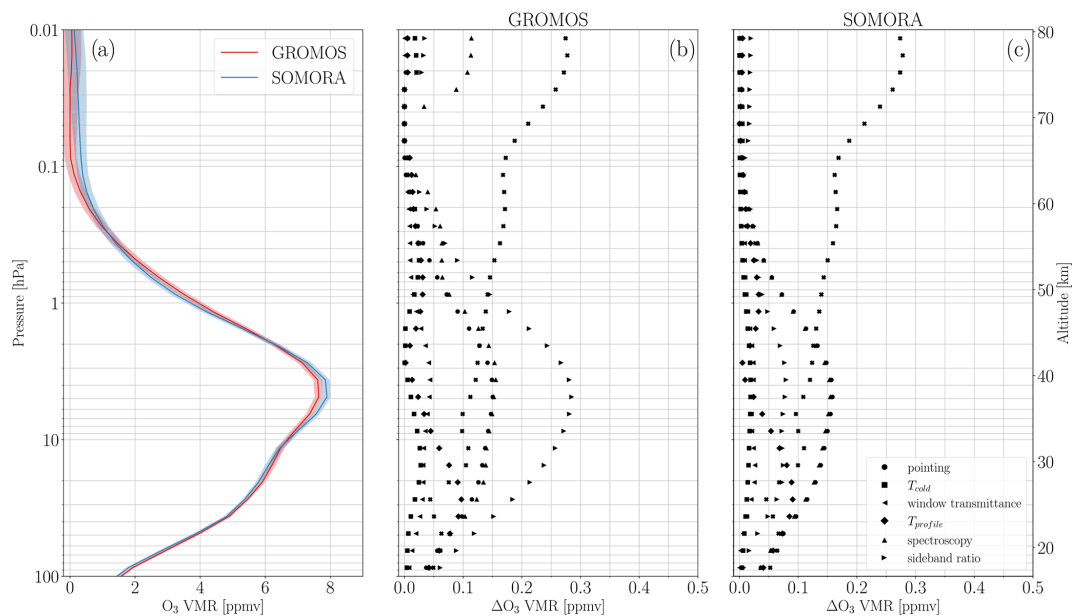 GROMOS
SOMORA
(a)
GROMOS
SOMORA
(b)
(c)
0.01
0.1
1
10
100
Pressure [hPa]
80
70
60
50
40
30
20
Altitude [km]
pointing
T_cold
window transmittance
T_profile
spectroscopy
sideband ratio
0 2 4 6 8
0.0 0.1 0.2 0.3 0.4 0.5
0.0 0.1 0.2 0.3 0.4 0.5
O₃ VMR [ppmv]
ΔO₃ VMR [ppmv]
ΔO₃ VMR [ppmv]